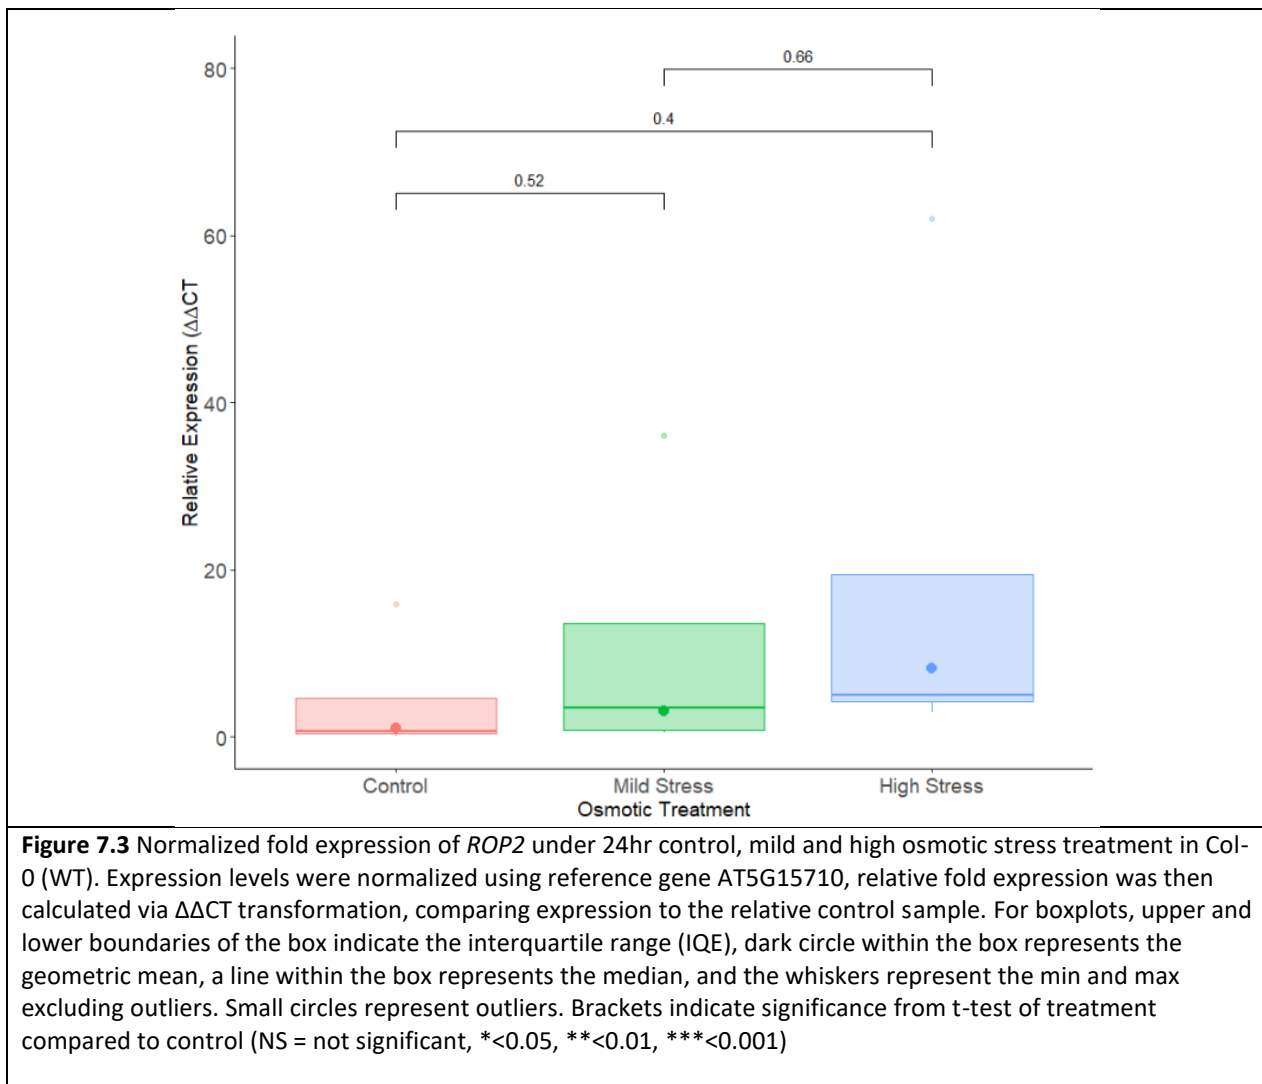 80
0.66
0.4
0.52
60
40
20
0
Relative Expression (ΔΔCT
Control
Mild Stress
High Stress
Osmotic Treatment
Figure 7.3 Normalized fold expression of ROP2 under 24hr control, mild and high osmotic stress treatment in Col-
0 (WT). Expression levels were normalized using reference gene AT5G15710, relative fold expression was then
calculated via ΔΔCT transformation, comparing expression to the relative control sample. For boxplots, upper and
lower boundaries of the box indicate the interquartile range (IQE), dark circle within the box represents the
geometric mean, a line within the box represents the median, and the whiskers represent the min and max
excluding outliers. Small circles represent outliers. Brackets indicate significance from t-test of treatment
compared to control (NS = not significant, *<0.05, **<0.01, ***<0.001)